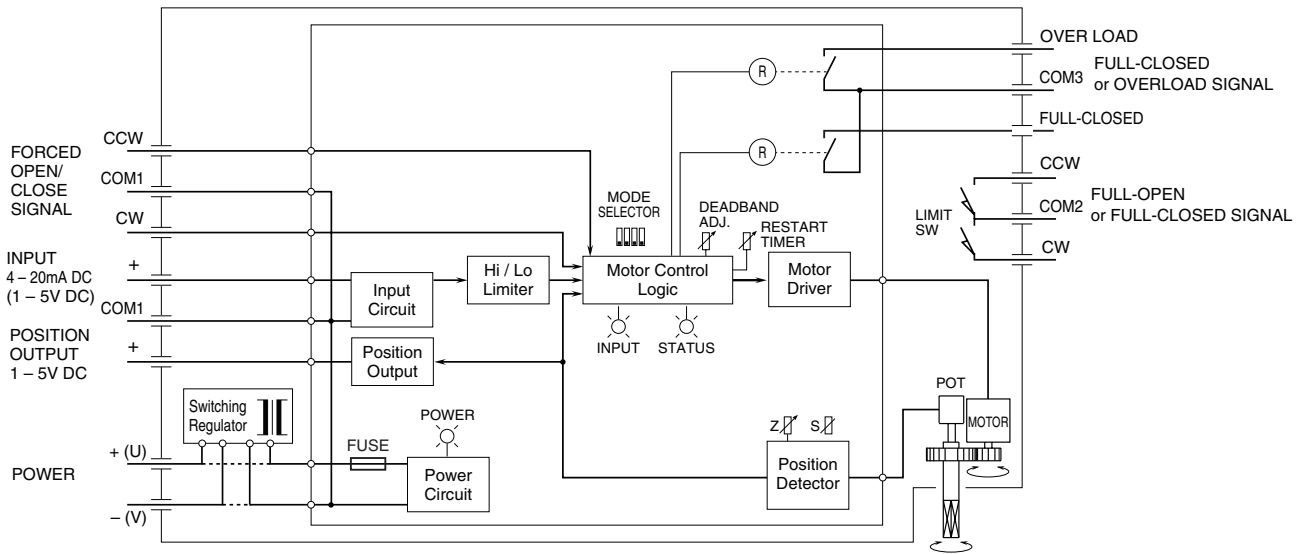 OVER LOAD
COM3
FULL-CLOSED
or OVERLOAD SIGNAL
FULL-CLOSED
CCW
COM2
CW
LIMIT
SW
FULL-OPEN
or FULL-CLOSED SIGNAL
FORCED
OPEN/
CLOSE
SIGNAL
CCW
COM1
CW
INPUT
4 – 20mA DC
(1 – 5V DC)
+
COM1
POSITION
OUTPUT
1 – 5V DC
+
POWER
+ (U)
– (V)
Switching
Regulator
FUSE
POWER
Power
Circuit
Input
Circuit
Hi / Lo
Limiter
Position
Output
R
R
MODE
SELECTOR
DEADBAND
ADJ.
RESTART
TIMER
Motor Control
Logic
INPUT
STATUS
Motor
Driver
Z
S
Position
Detector
POT
MOTOR